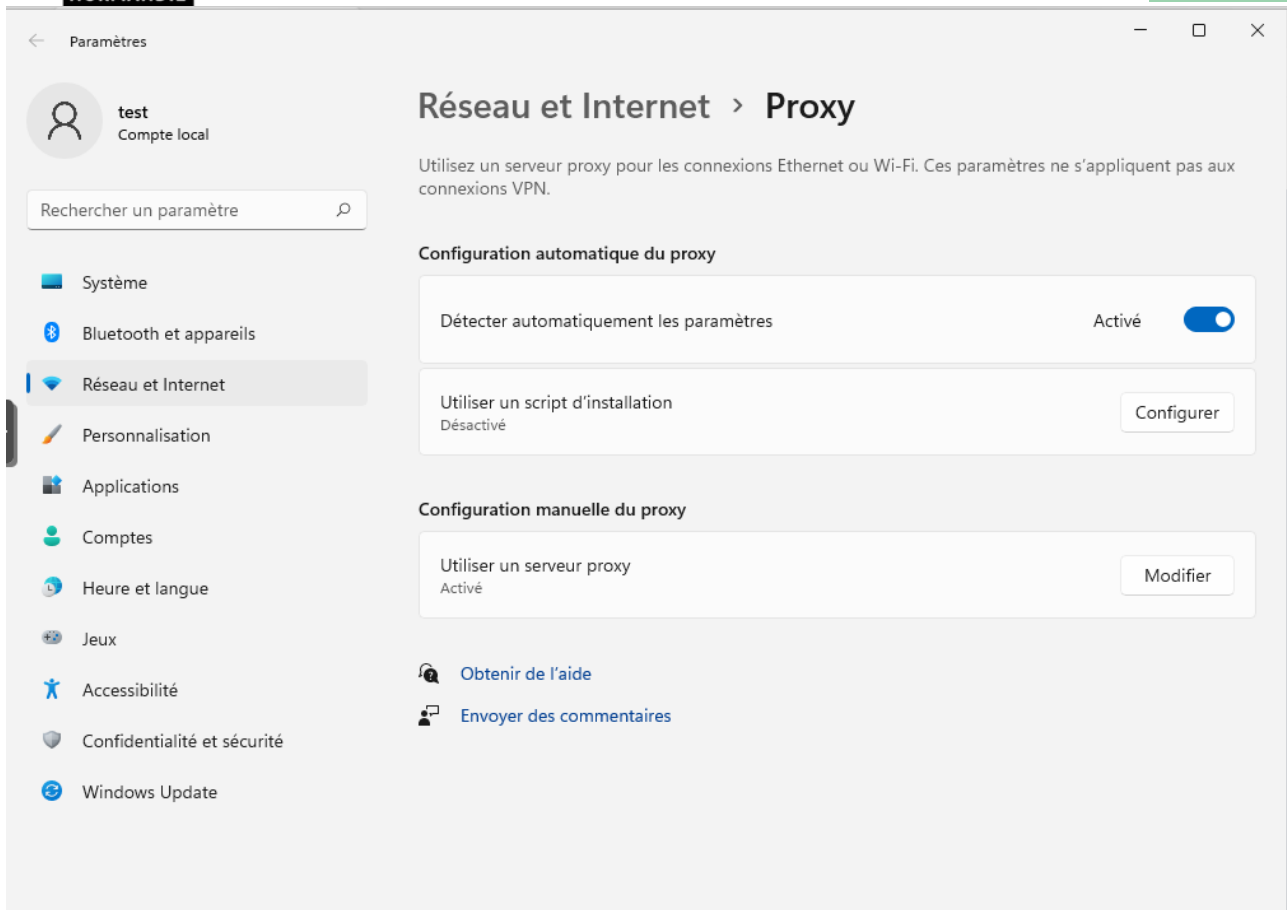 Paramètres
test
Compte local
Rechercher un paramètre
Système
Bluetooth et appareils
Réseau et Internet
Personnalisation
Applications
Comptes
Heure et langue
Jeux
Accessibilité
Confidentialité et sécurité
Windows Update
Réseau et Internet > Proxy
Utilisez un serveur proxy pour les connexions Ethernet ou Wi-Fi. Ces paramètres ne s'appliquent pas aux
connexions VPN.
Configuration automatique du proxy
Détecter automatiquement les paramètres Activé
Utiliser un script d'installation
Désactivé
Configurer
Configuration manuelle du proxy
Utiliser un serveur proxy
Activé
Modifier
Obtenir de l'aide
Envoyer des commentaires